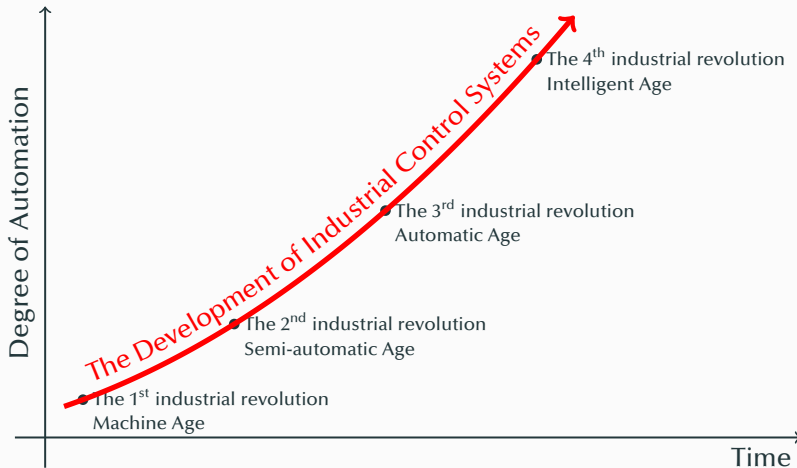 Degree of Automation
The Development of Industrial Control Systems
The 4th industrial revolution
Intelligent Age
The 3rd industrial revolution
Automatic Age
The 2nd industrial revolution
Semi-automatic Age
The 1st industrial revolution
Machine Age
Time